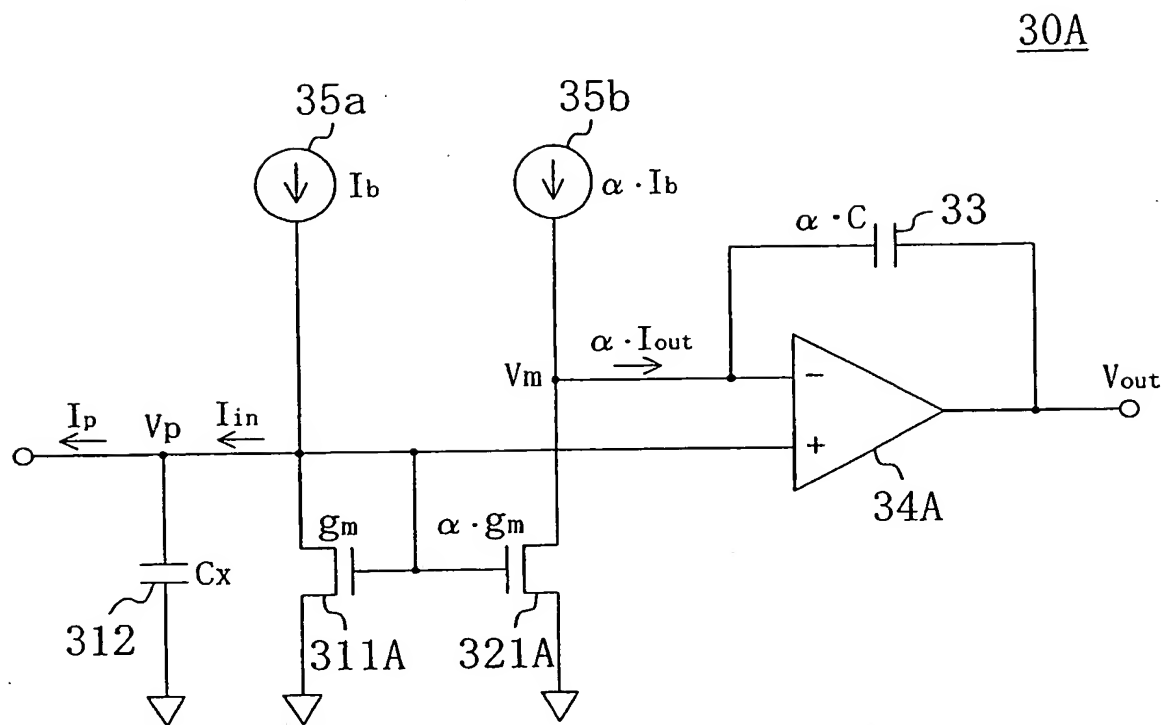 30A
35a
35b
Ib
α·Ib
α·C
33
α·Iout
Vm
Vout
−
+
Ip
Vp
Iin
34A
gm
α·gm
Cx
312
311A
321A